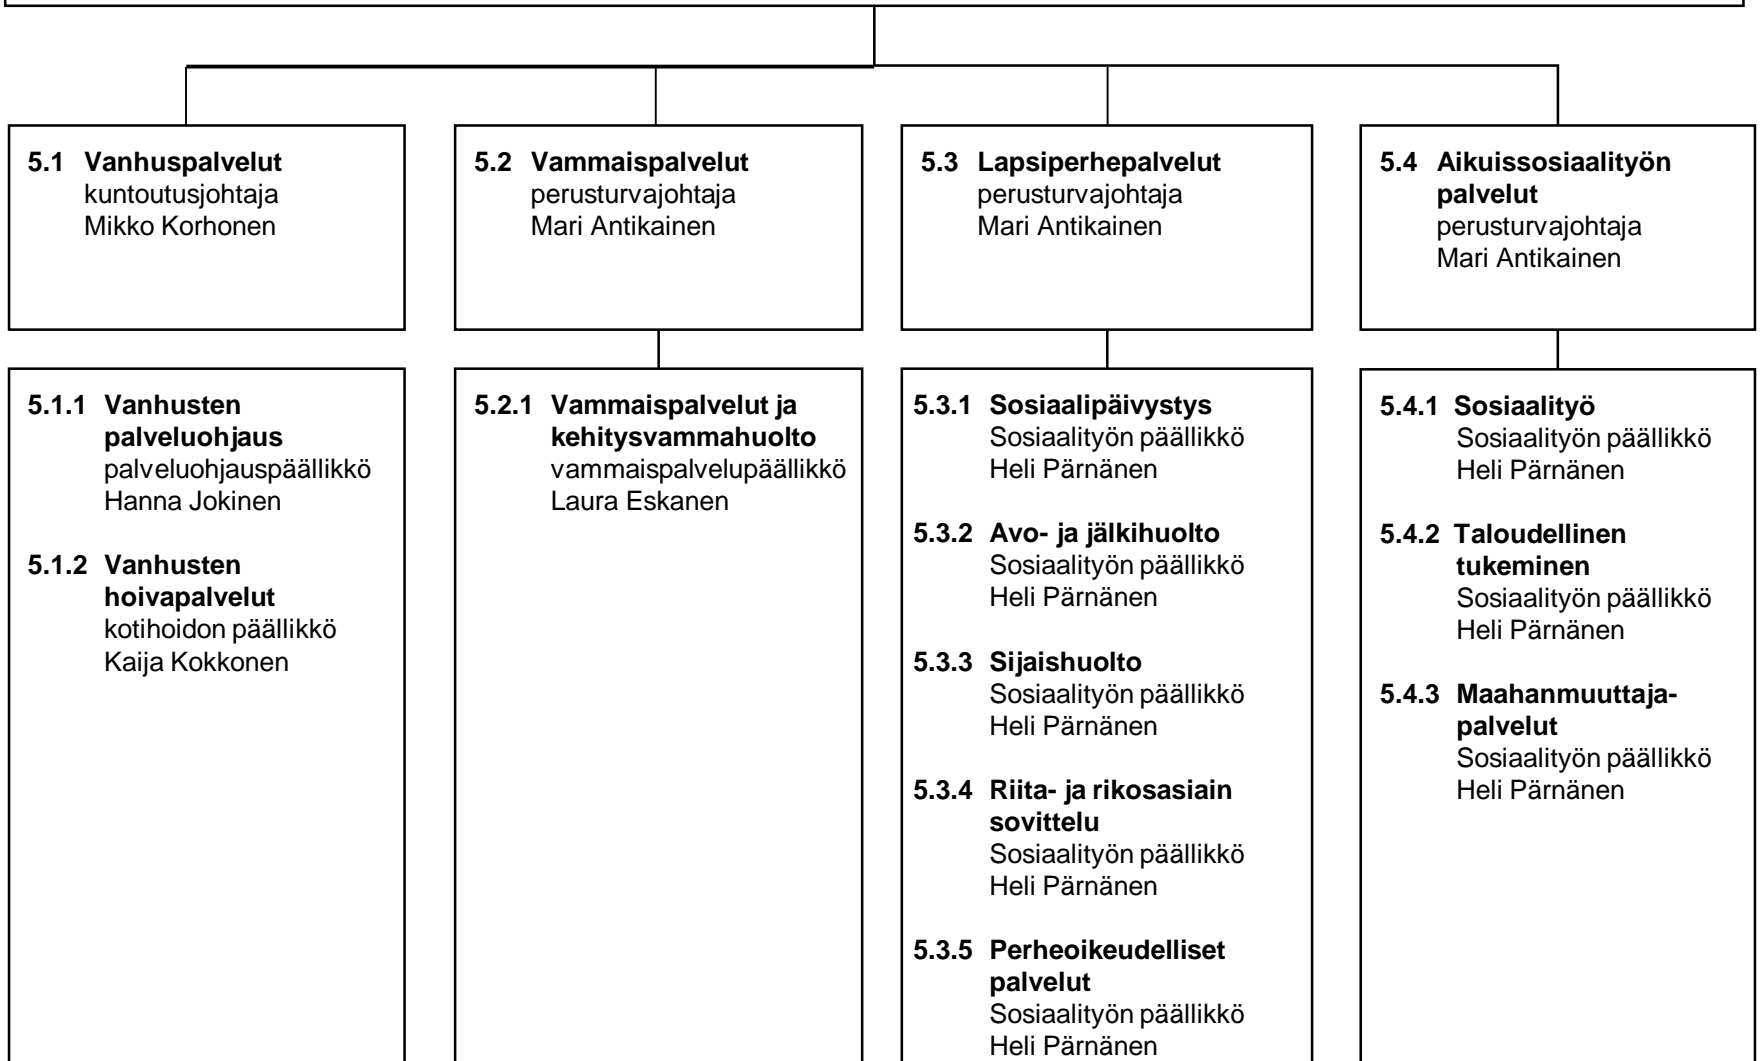 5.1 Vanhuspalvelut
kuntoutusjohtaja
Mikko Korhonen
5.2 Vammaispalvelut
perusturvajohtaja
Mari Antikainen
5.3 Lapsiperhepalvelut
perusturvajohtaja
Mari Antikainen
5.4 Aikuissosiaalityön
palvelut
perusturvajohtaja
Mari Antikainen
5.1.1 Vanhusten
palveluohjaus
palveluohjauspäällikkö
Hanna Jokinen
5.1.2 Vanhusten
hoivapalvelut
kotihoidon päällikkö
Kaija Kokkonen
5.2.1 Vammaispalvelut ja
kehitysvammahuolto
vammaispalvelupäällikkö
Laura Eskanen
5.3.1 Sosiaalipäivystys
Sosiaalityön päällikkö
Heli Pärnänen
5.3.2 Avo- ja jälkihuolto
Sosiaalityön päällikkö
Heli Pärnänen
5.3.3 Sijaishuolto
Sosiaalityön päällikkö
Heli Pärnänen
5.3.4 Riita- ja rikosasiain
sovittelu
Sosiaalityön päällikkö
Heli Pärnänen
5.3.5 Perheoikeudelliset
palvelut
Sosiaalityön päällikkö
Heli Pärnänen
5.4.1 Sosiaalityö
Sosiaalityön päällikkö
Heli Pärnänen
5.4.2 Taloudellinen
tukeminen
Sosiaalityön päällikkö
Heli Pärnänen
5.4.3 Maahanmuuttaja-
palvelut
Sosiaalityön päällikkö
Heli Pärnänen